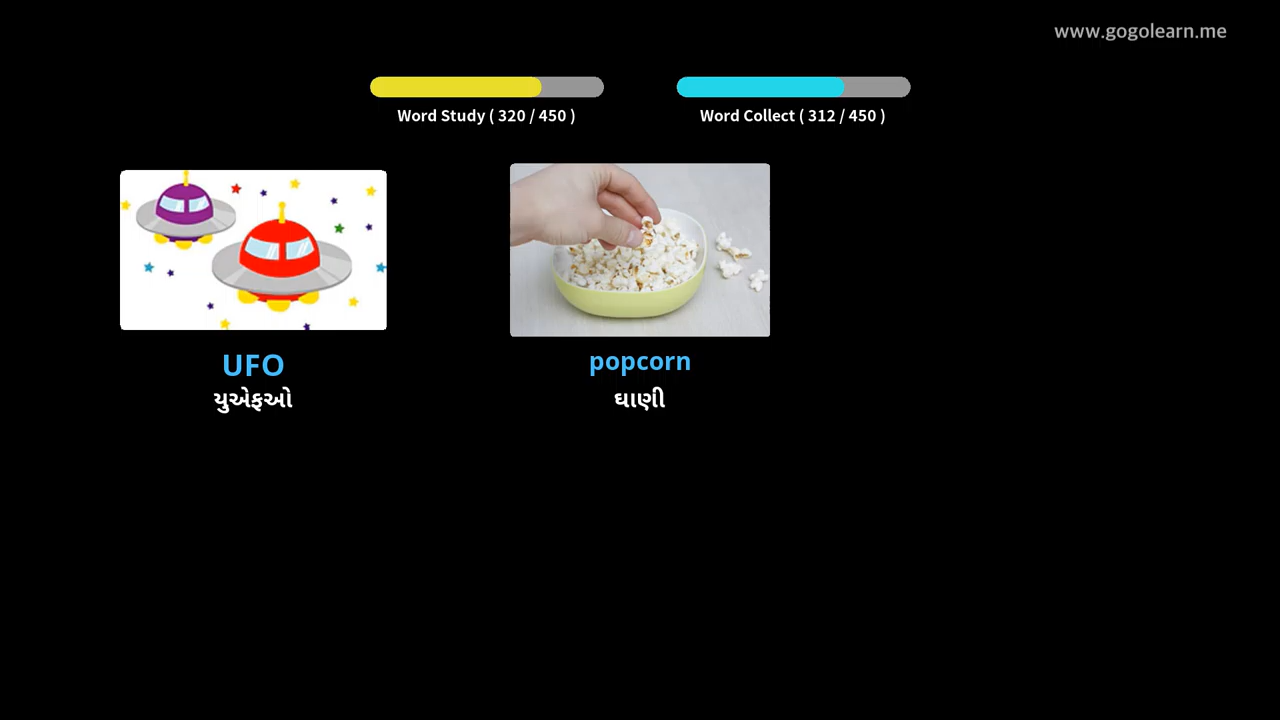 www.gogolearn.me
Word Study ( 320 / 450 )
Word Collect ( 312 / 450 )
UFO
યુએફઓ
popcorn
ઘાણી